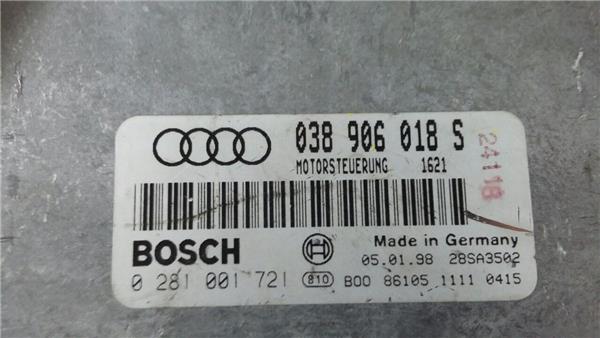 038 906 018 S
MOTORSTEUERUNG 1621
24118
BOSCH
Made in Germany
05.01.98 28SA3502
0 281 001 721 810 B00 86105 1111 0415